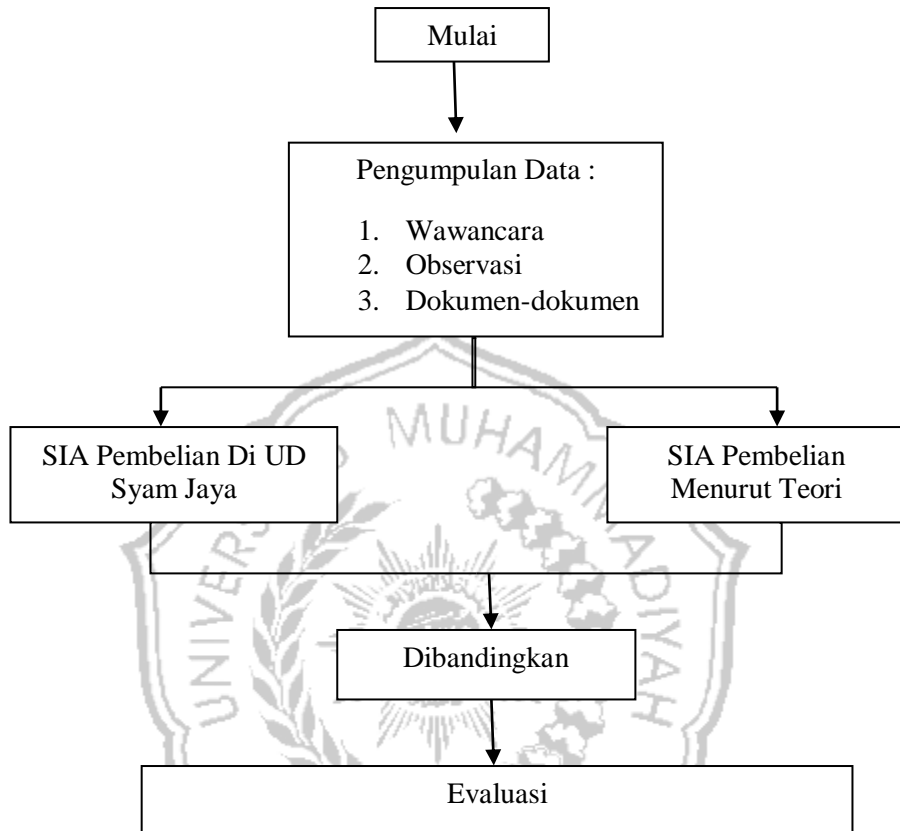 Mulai
Pengumpulan Data :
1. Wawancara
2. Observasi
3. Dokumen-dokumen
SIA Pembelian Di UD
Syam Jaya
SIA Pembelian
Menurut Teori
Dibandingkan
Evaluasi
MUHAMMADIYAH